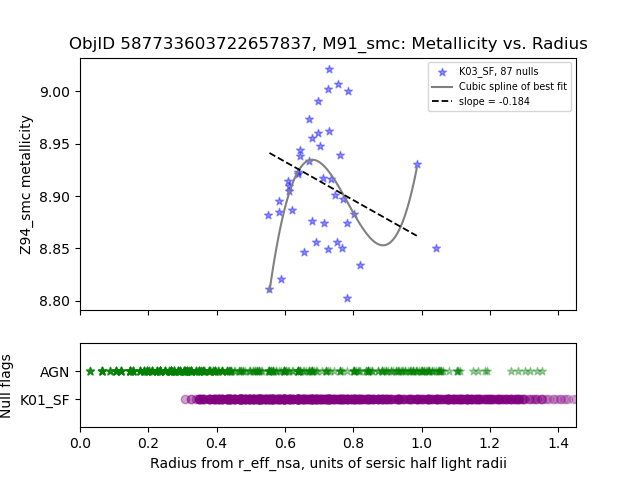 ObjID 587733603722657837, M91_smc: Metallicity vs. Radius
K03_SF, 87 nulls
Cubic spline of best fit
slope = -0.184
Z94_smc metallicity
9.00
8.95
8.90
8.85
8.80
Null flags
AGN
K01_SF
0.0 0.2 0.4 0.6 0.8 1.0 1.2 1.4
Radius from r_eff_nsa, units of sersic half light radii